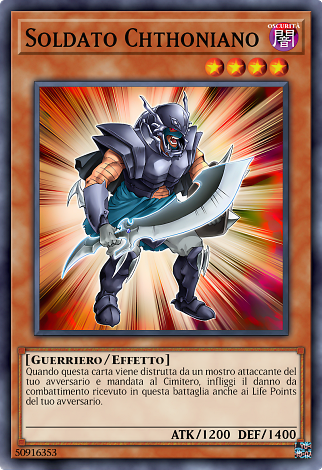 Soldato Chthoniano
OSCURITÀ
闇
[Guerriero/Effetto]
Quando questa carta viene distrutta da un mostro attaccante del
tuo avversario e mandata al Cimitero, infliggi il danno da
combattimento ricevuto in questa battaglia anche ai Life Points
del tuo avversario.
ATK/1200 DEF/1400
50916353